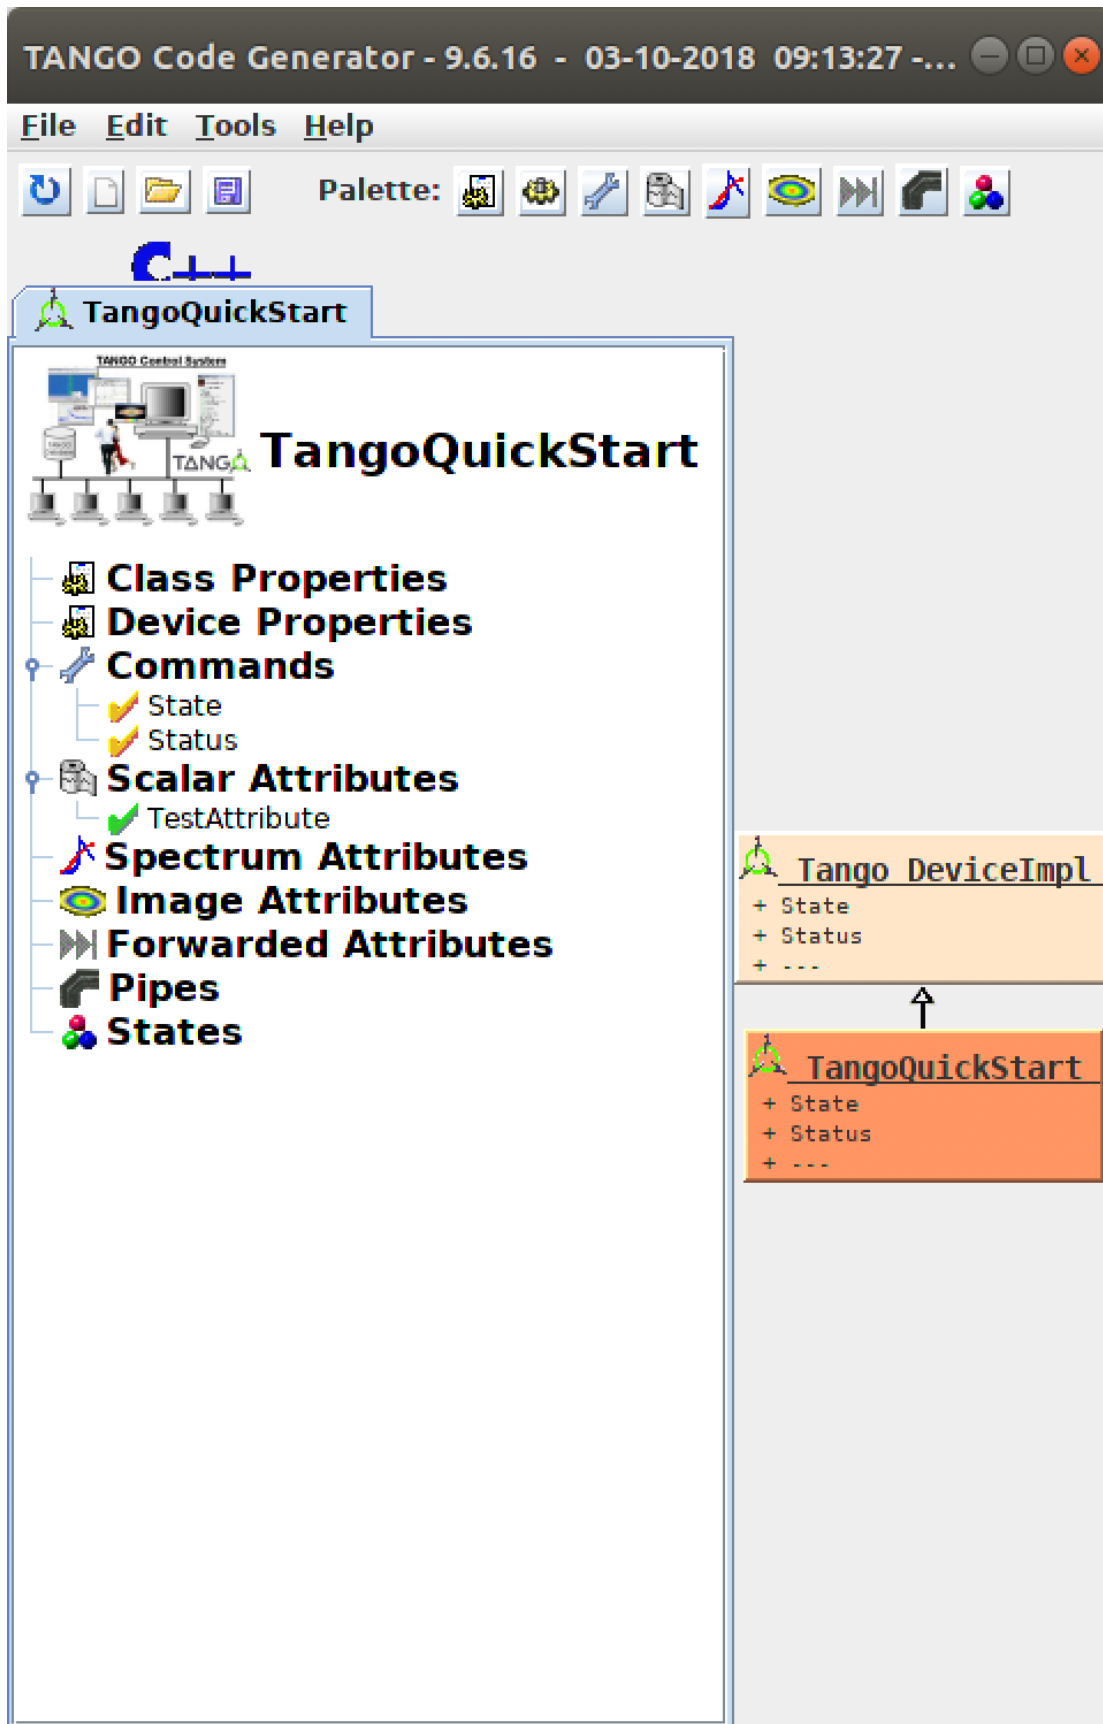 TANGO Code Generator - 9.6.16 - 03-10-2018 09:13:27 -...
File Edit Tools Help
Palette:
C++
TangoQuickStart
TANGO Control System
TANGO
TangoQuickStart
Class Properties
Device Properties
Commands
State
Status
Scalar Attributes
TestAttribute
Spectrum Attributes
Image Attributes
Forwarded Attributes
Pipes
States
Tango DeviceImpl
+ State
+ Status
+ ---
TangoQuickStart
+ State
+ Status
+ ---